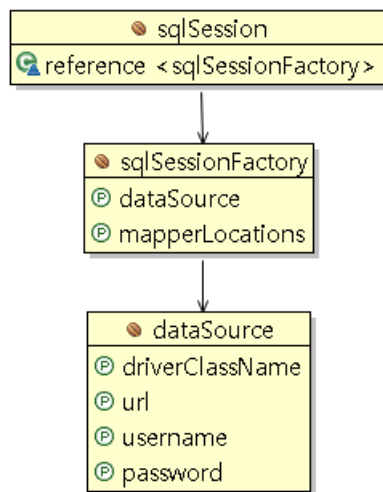 sqlSession
reference <sqlSessionFactory>
sqlSessionFactory
dataSource
mapperLocations
dataSource
driverClassName
url
username
password